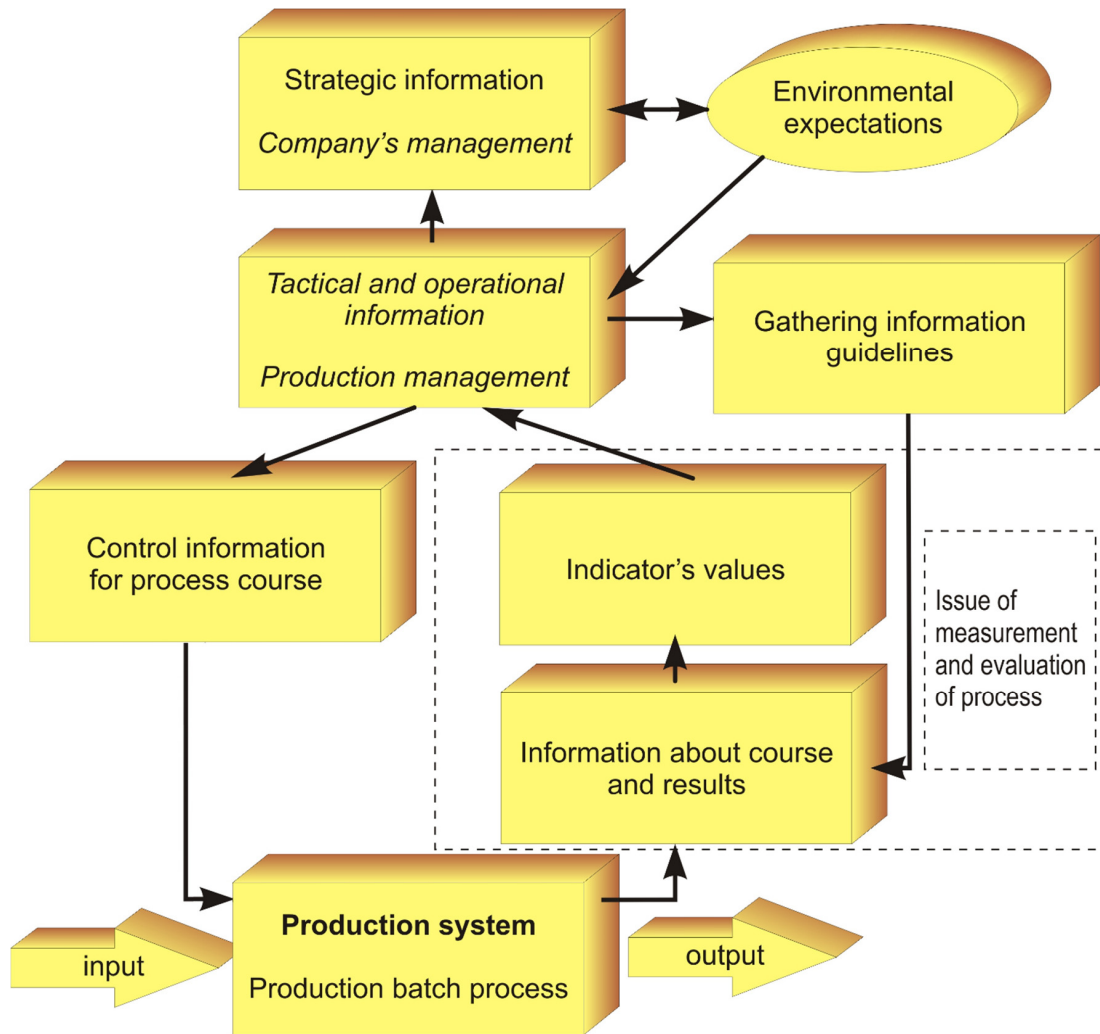 Strategic information
Company's management
Environmental
expectations
Tactical and operational
information
Production management
Gathering information
guidelines
Control information
for process course
Indicator's values
Issue of
measurement
and evaluation
of process
Information about course
and results
Production system
Production batch process
input
output